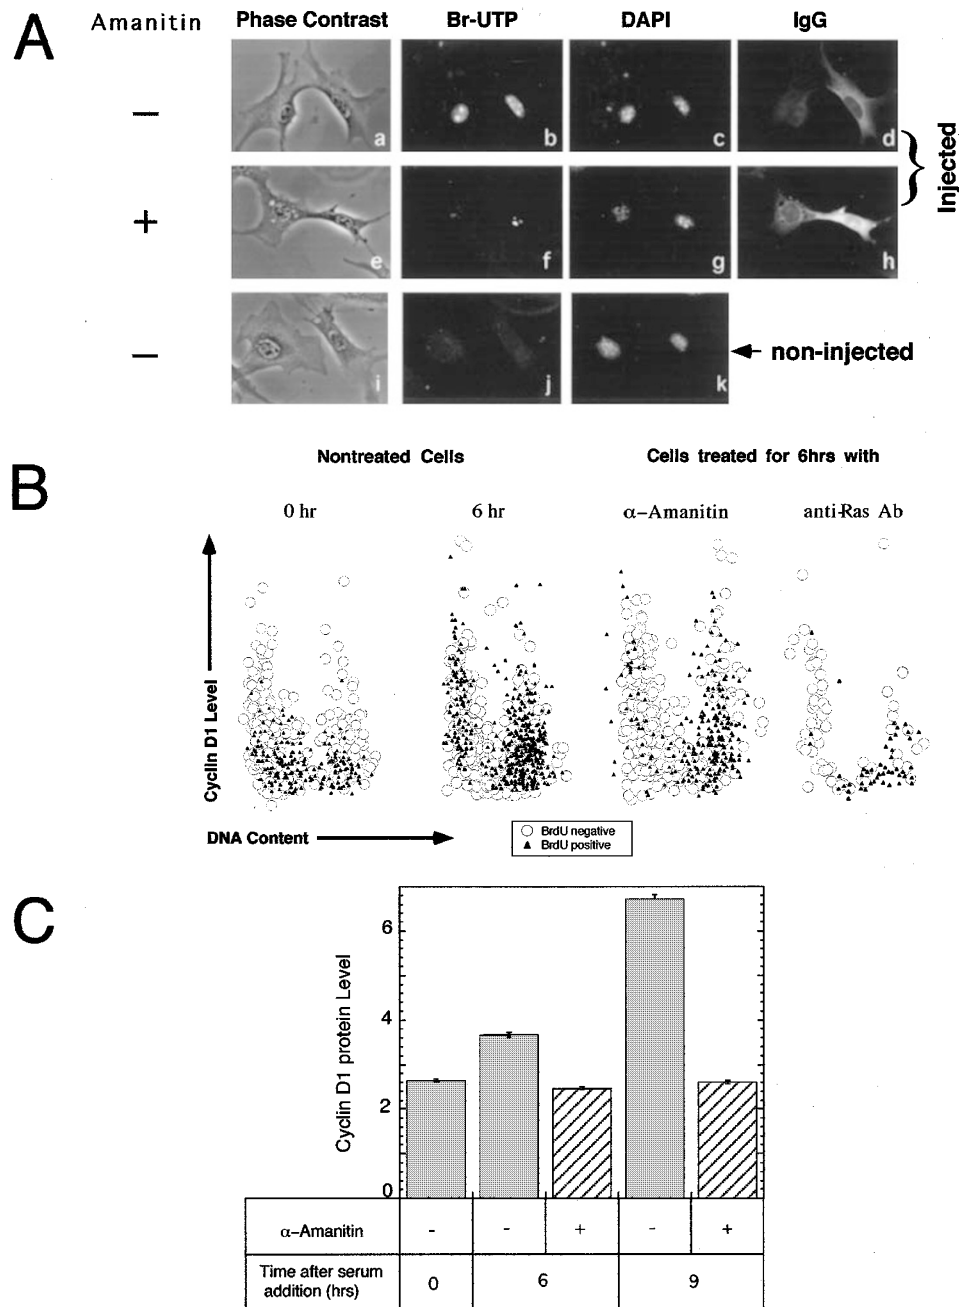 A
Amanitin
Phase Contrast
Br-UTP
DAPI
IgG
−
a
b
c
d
+
e
f
g
h
Injected
−
i
j
k
non-injected
B
Nontreated Cells
Cells treated for 6hrs with
0 hr
6 hr
α−Amanitin
anti-Ras Ab
Cyclin D1 Level
DNA Content
BrdU negative
BrdU positive
C
Cyclin D1 protein Level
6
4
2
0
α−Amanitin
-
-
+
-
+
Time after serum
addition (hrs)
0
6
9